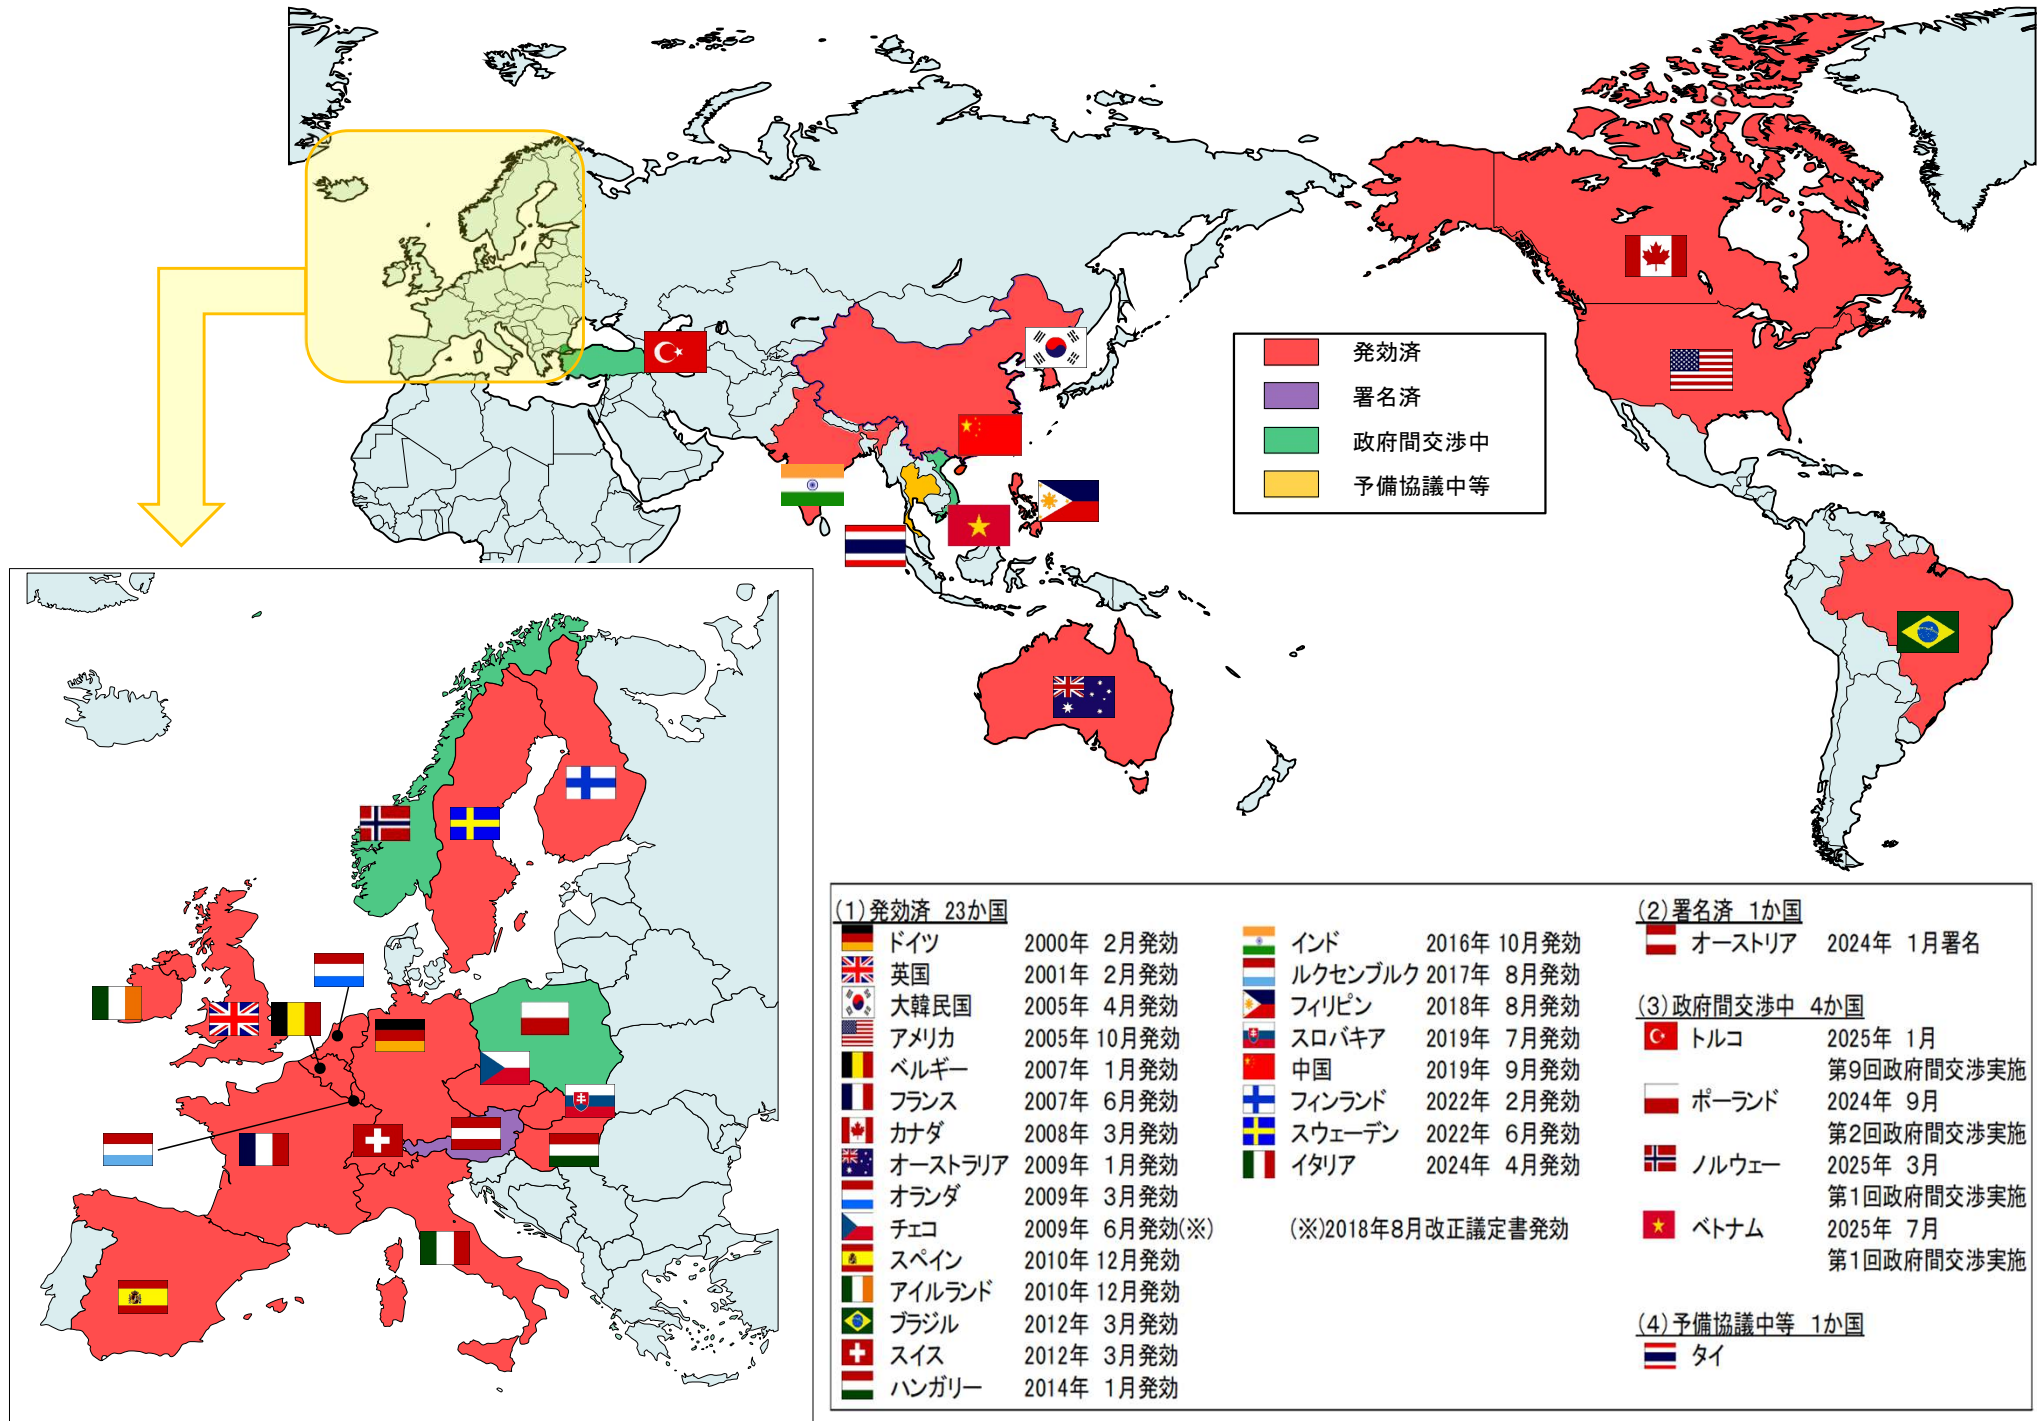 発効済
署名済
政府間交渉中
予備協議中等
(1)発効済 23か国
ドイツ 2000年 2月発効
英国 2001年 2月発効
大韓民国 2005年 4月発効
アメリカ 2005年 10月発効
ベルギー 2007年 1月発効
フランス 2007年 6月発効
カナダ 2008年 3月発効
オーストラリア 2009年 1月発効
オランダ 2009年 3月発効
チェコ 2009年 6月発効(※)
スペイン 2010年 12月発効
アイルランド 2010年 12月発効
ブラジル 2012年 3月発効
スイス 2012年 3月発効
ハンガリー 2014年 1月発効
インド 2016年 10月発効
ルクセンブルク 2017年 8月発効
フィリピン 2018年 8月発効
スロバキア 2019年 7月発効
中国 2019年 9月発効
フィンランド 2022年 2月発効
スウェーデン 2022年 6月発効
イタリア 2024年 4月発効
(※)2018年8月改正議定書発効
(2)署名済 1か国
オーストリア 2024年 1月署名
(3)政府間交渉中 4か国
トルコ 2025年 1月
第9回政府間交渉実施
ポーランド 2024年 9月
第2回政府間交渉実施
ノルウェー 2025年 3月
第1回政府間交渉実施
ベトナム 2025年 7月
第1回政府間交渉実施
(4)予備協議中等 1か国
タイ